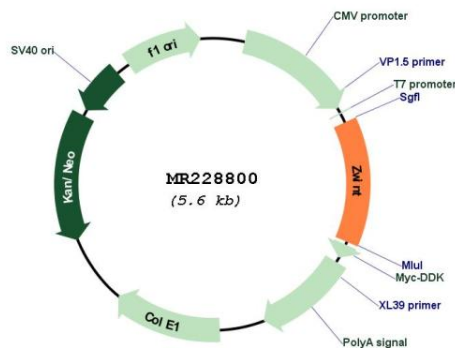 CMV promoter
SV40 ori
f1 ori
VP1.5 primer
T7 promoter
SgfI
Kan/Neo
MR228800
(5.6 kb)
Zwint
MluI
Myc-DDK
XL39 primer
Col E1
PolyA signal